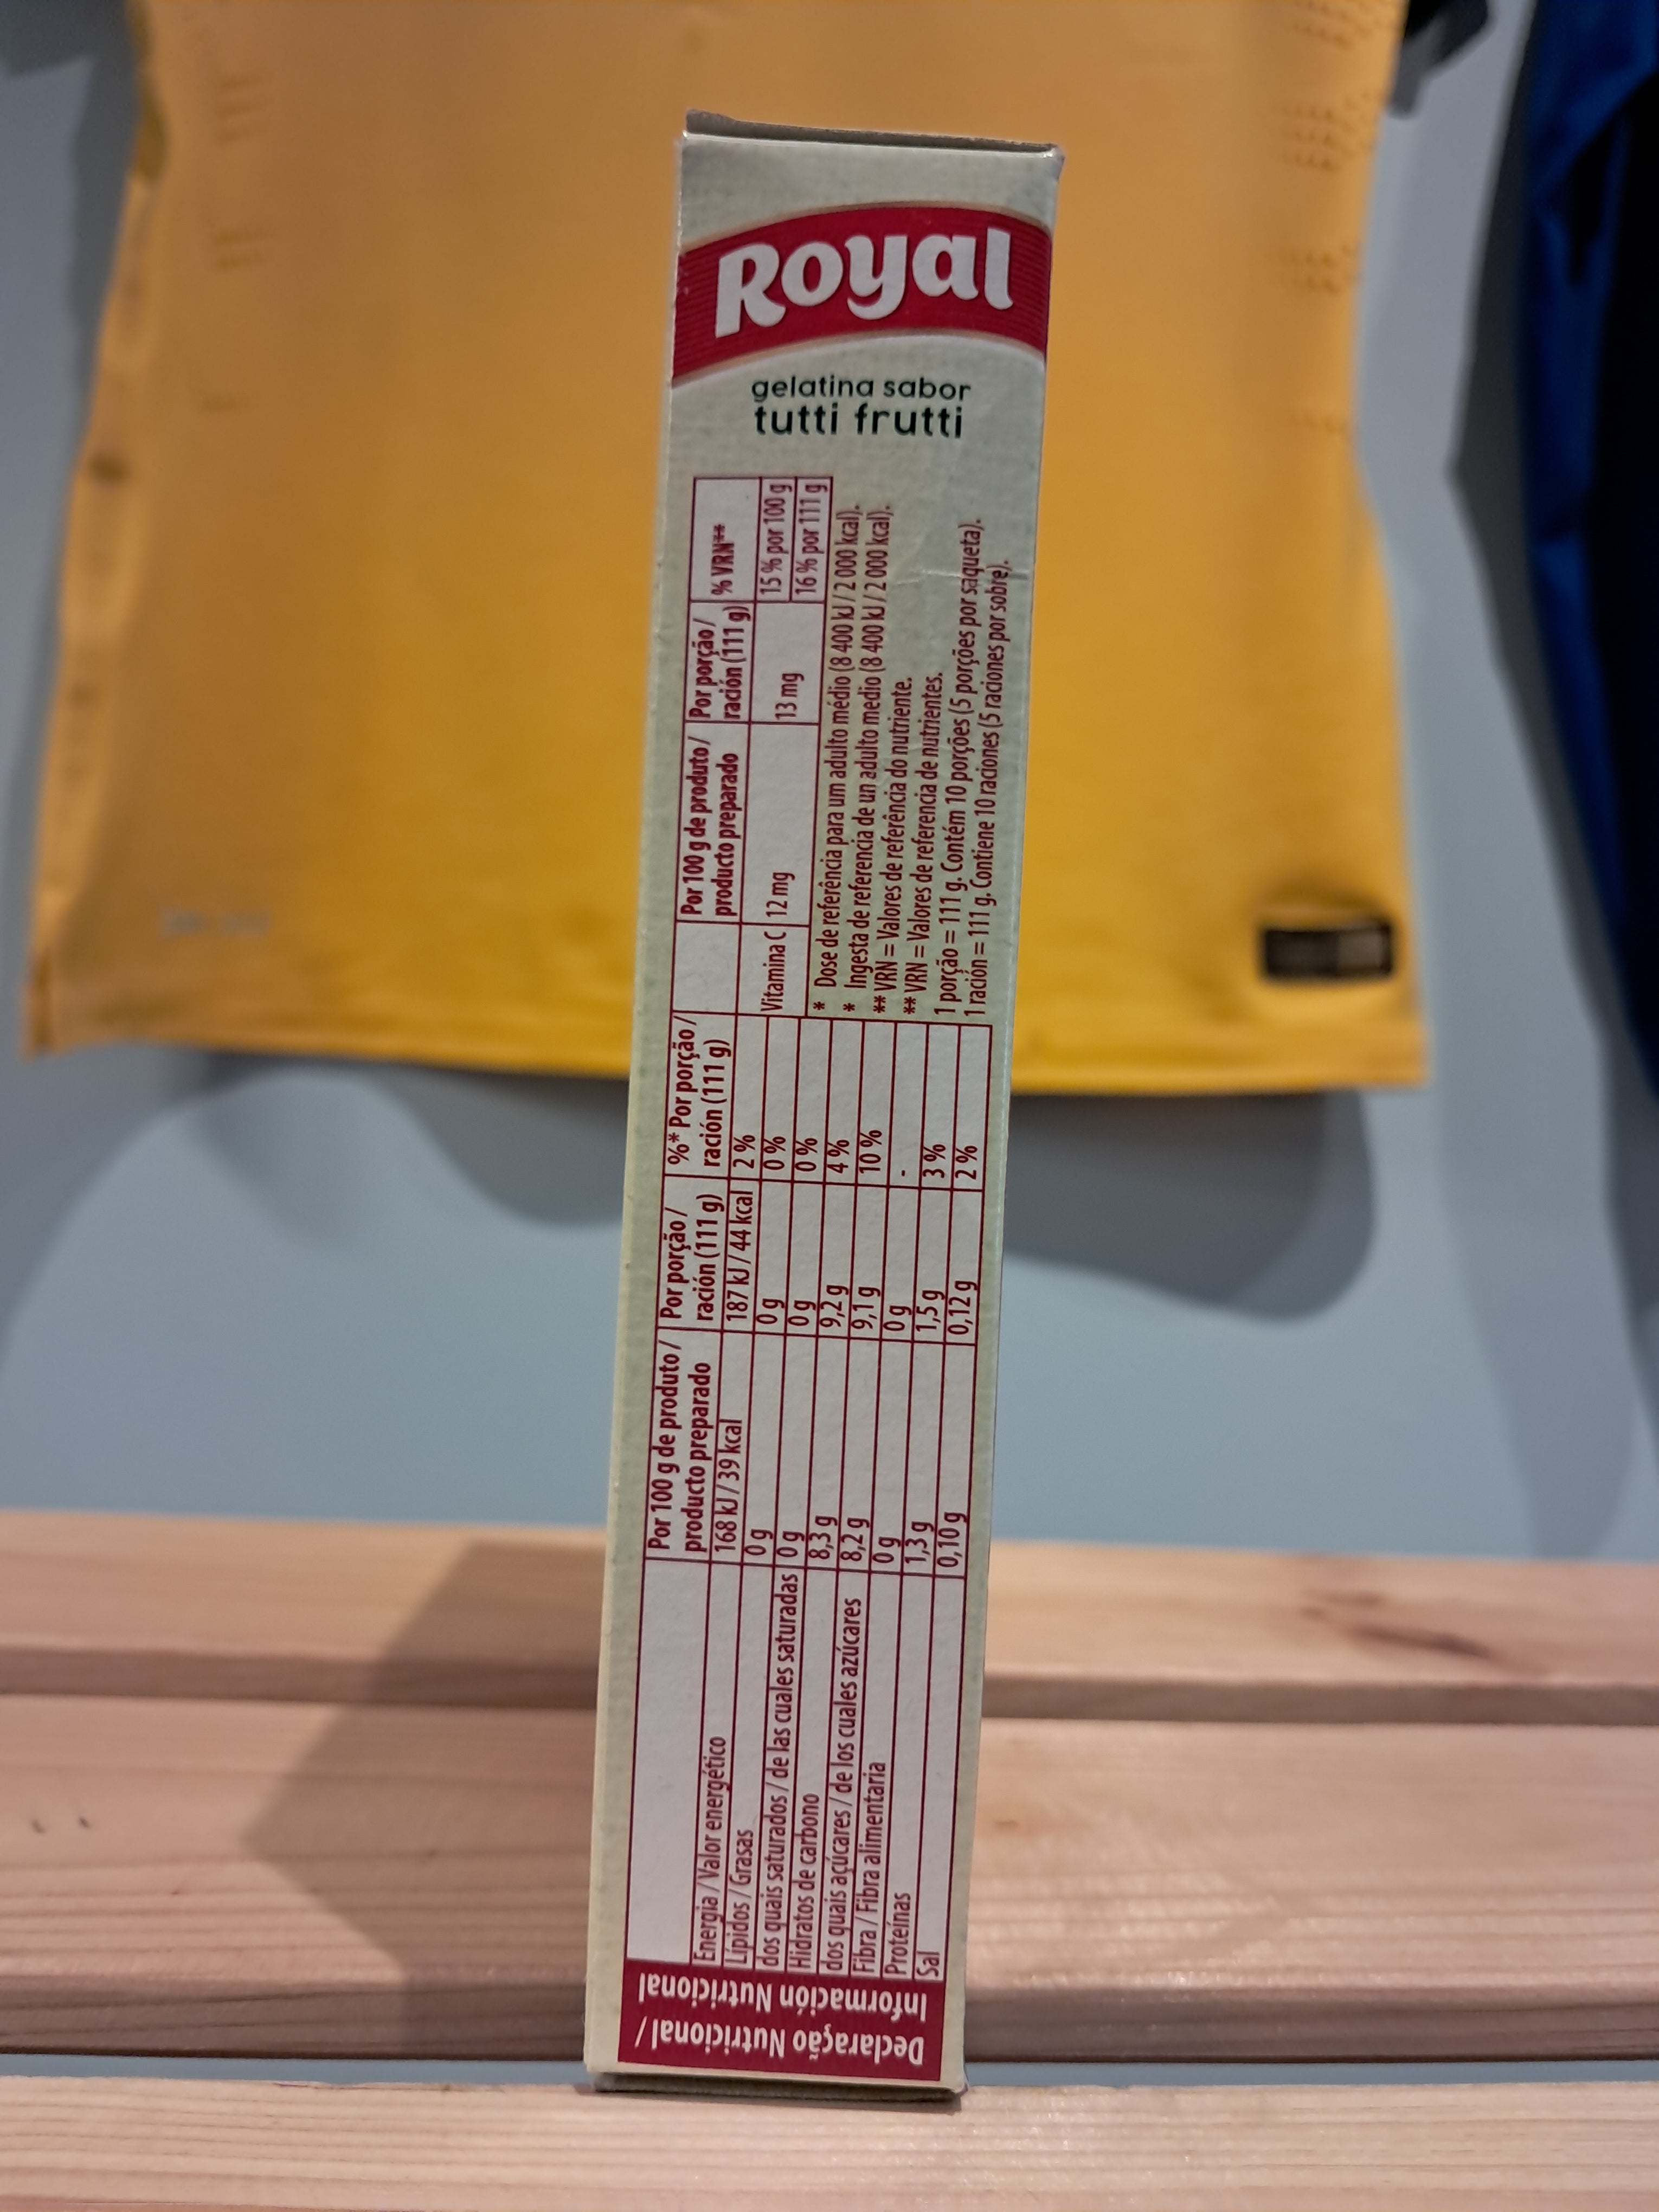 Royal
gelatina sabor
tutti frutti
Declaração Nutricional /
Información Nutricional
Por 100 g de produto / producto preparado | Por porção / ración (111 g) | %* Por porção / ración (111 g)
Energia / Valor energético | 168 kJ / 39 kcal | 187 kJ / 44 kcal | 2 %
Lípidos / Grasas | 0 g | 0 g | 0 %
dos quais saturados / de las cuales saturadas | 0 g | 0 g | 0 %
Hidratos de carbono | 8,3 g | 9,2 g | 4 %
dos quais açúcares / de los cuales azúcares | 8,2 g | 9,1 g | 10 %
Fibra / Fibra alimentaria | 0 g | 0 g | -
Proteínas | 1,3 g | 1,5 g | 3 %
Sal | 0,10 g | 0,12 g | 2 %
Por 100 g de produto / producto preparado | Por porção / ración (111 g) | % VRN**
Vitamina C | 12 mg | 13 mg | 15 % por 100 g
16 % por 111 g
* Dose de referência para um adulto médio (8 400 kJ / 2 000 kcal).
* Ingesta de referencia de un adulto medio (8 400 kJ / 2 000 kcal).
** VRN = Valores de referência do nutriente.
** VRN = Valores de referencia de nutrientes.
1 porção = 111 g. Contém 10 porções (5 porções por saqueta).
1 ración = 111 g. Contiene 10 raciones (5 raciones por sobre).